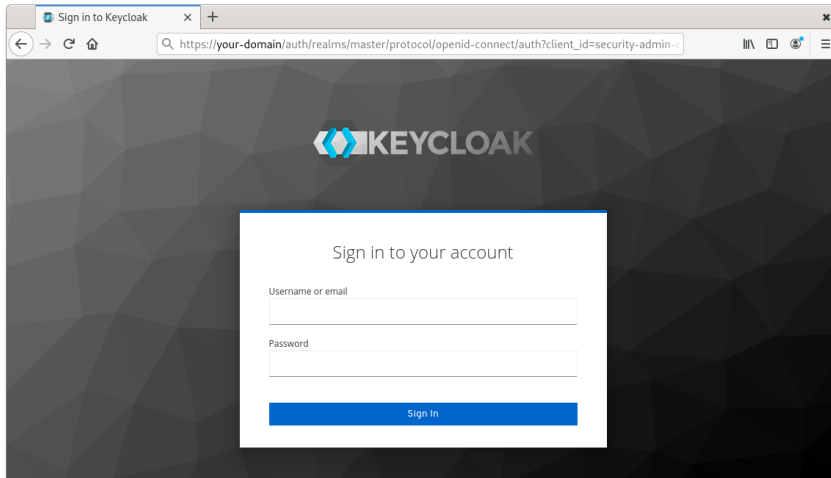 Sign in to Keycloak
https://your-domain/auth/realms/master/protocol/openid-connect/auth?client_id=security-admin-c
KEYCLOAK
Sign in to your account
Username or email
Password
Sign In